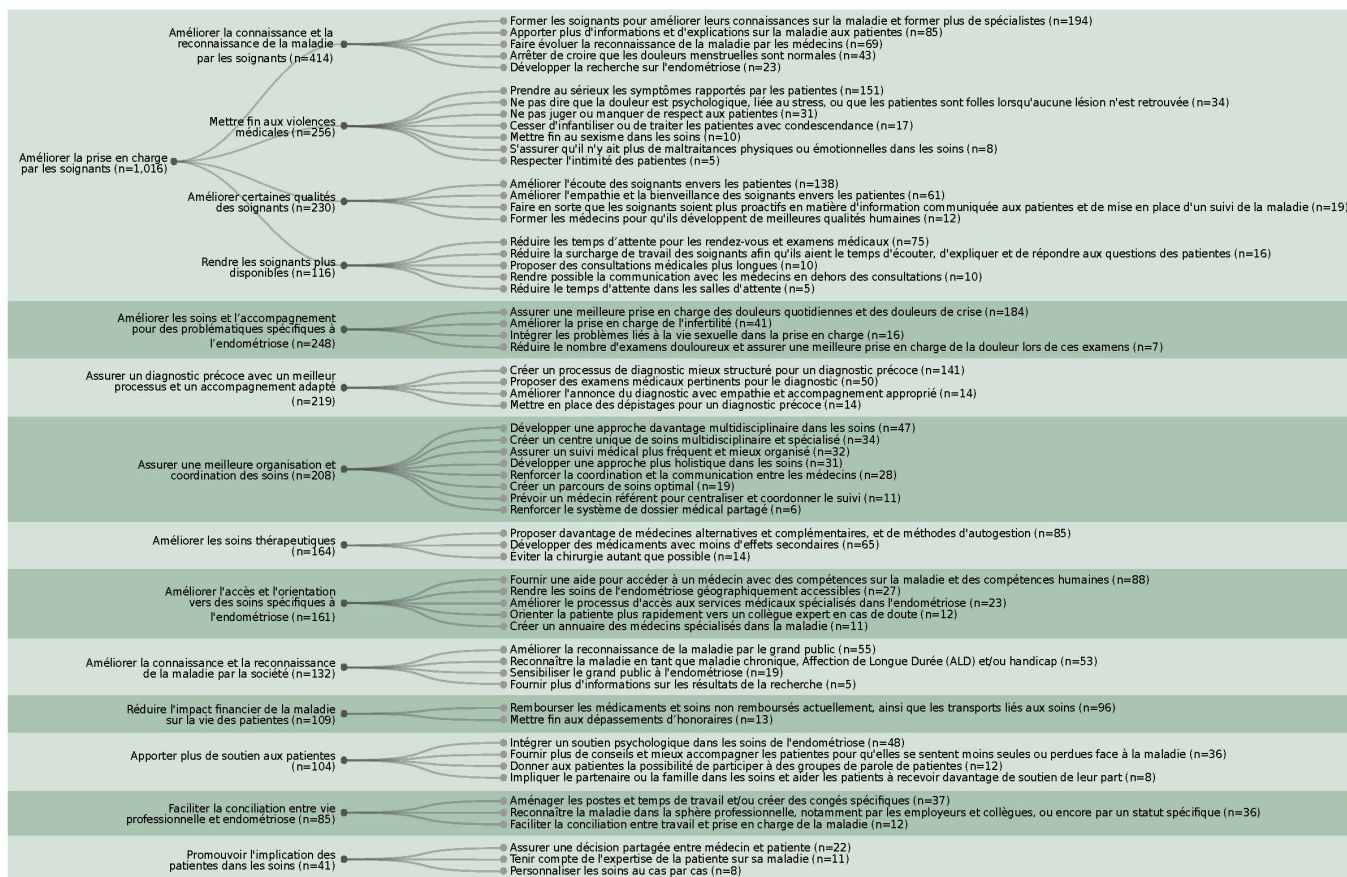 Améliorer la prise en charge
par les soignants (n=1,016)
Améliorer la connaissance et la
reconnaissance de la maladie
par les soignants (n=414)
Former les soignants pour améliorer leurs connaissances sur la maladie et former plus de spécialistes (n=194)
Apporter plus d'informations et d'explications sur la maladie aux patientes (n=85)
Faire évoluer la reconnaissance de la maladie par les médecins (n=69)
Arrêter de croire que les douleurs menstruelles sont normales (n=43)
Développer la recherche sur l'endométriose (n=23)
Mettre fin aux violences
médicales (n=256)
Prendre au sérieux les symptômes rapportés par les patientes (n=151)
Ne pas dire que la douleur est psychologique, liée au stress, ou que les patientes sont folles lorsqu'aucune lésion n'est retrouvée (n=34)
Ne pas juger ou manquer de respect aux patientes (n=31)
Cesser d'infantiliser ou de traiter les patientes avec condescendance (n=17)
Mettre fin au sexisme dans les soins (n=10)
S'assurer qu'il n'y ait plus de maltraitances physiques ou émotionnelles dans les soins (n=8)
Respecter l'intimité des patientes (n=5)
Améliorer certaines qualités
des soignants (n=230)
Améliorer l'écoute des soignants envers les patientes (n=138)
Améliorer l'empathie et la bienveillance des soignants envers les patientes (n=61)
Faire en sorte que les soignants soient plus proactifs en matière d'information communiquée aux patientes et de mise en place d'un suivi de la maladie (n=19)
Former les médecins pour qu'ils développent de meilleures qualités humaines (n=12)
Rendre les soignants plus
disponibles (n=116)
Réduire les temps d’attente pour les rendez-vous et examens médicaux (n=75)
Réduire la surcharge de travail des soignants afin qu'ils aient le temps d'écouter, d'expliquer et de répondre aux questions des patientes (n=16)
Proposer des consultations médicales plus longues (n=10)
Rendre possible la communication avec les médecins en dehors des consultations (n=10)
Réduire le temps d'attente dans les salles d'attente (n=5)
Améliorer les soins et l’accompagnement
pour des problématiques spécifiques à
l’endométriose (n=248)
Assurer une meilleure prise en charge des douleurs quotidiennes et des douleurs de crise (n=184)
Améliorer la prise en charge de l'infertilité (n=41)
Intégrer les problèmes liés à la vie sexuelle dans la prise en charge (n=16)
Réduire le nombre d'examens douloureux et assurer une meilleure prise en charge de la douleur lors de ces examens (n=7)
Assurer un diagnostic précoce avec un meilleur
processus et un accompagnement adapté
(n=219)
Créer un processus de diagnostic mieux structuré pour un diagnostic précoce (n=141)
Proposer des examens médicaux pertinents pour le diagnostic (n=50)
Améliorer l'annonce du diagnostic avec empathie et accompagnement approprié (n=14)
Mettre en place des dépistages pour un diagnostic précoce (n=14)
Assurer une meilleure organisation et
coordination des soins (n=208)
Développer une approche davantage multidisciplinaire dans les soins (n=47)
Créer un centre unique de soins multidisciplinaire et spécialisé (n=34)
Assurer un suivi médical plus fréquent et mieux organisé (n=32)
Développer une approche plus holistique dans les soins (n=31)
Renforcer la coordination et la communication entre les médecins (n=28)
Créer un parcours de soins optimal (n=19)
Prévoir un médecin référent pour centraliser et coordonner le suivi (n=11)
Renforcer le système de dossier médical partagé (n=6)
Améliorer les soins thérapeutiques
(n=164)
Proposer davantage de médecines alternatives et complémentaires, et de méthodes d'autogestion (n=85)
Développer des médicaments avec moins d'effets secondaires (n=65)
Éviter la chirurgie autant que possible (n=14)
Améliorer l'accès et l'orientation
vers des soins spécifiques à
l'endométriose (n=161)
Fournir une aide pour accéder à un médecin avec des compétences sur la maladie et des compétences humaines (n=88)
Rendre les soins de l'endométriose géographiquement accessibles (n=27)
Améliorer le processus d'accès aux services médicaux spécialisés dans l'endométriose (n=23)
Orienter la patiente plus rapidement vers un collègue expert en cas de doute (n=12)
Créer un annuaire des médecins spécialisés dans la maladie (n=11)
Améliorer la connaissance et la reconnaissance
de la maladie par la société (n=132)
Améliorer la reconnaissance de la maladie par le grand public (n=55)
Reconnaître la maladie en tant que maladie chronique, Affection de Longue Durée (ALD) et/ou handicap (n=53)
Sensibiliser le grand public à l'endométriose (n=19)
Fournir plus d'informations sur les résultats de la recherche (n=5)
Réduire l'impact financier de la maladie
sur la vie des patientes (n=109)
Rembourser les médicaments et soins non remboursés actuellement, ainsi que les transports liés aux soins (n=96)
Mettre fin aux dépassements d’honoraires (n=13)
Apporter plus de soutien aux patientes
(n=104)
Intégrer un soutien psychologique dans les soins de l'endométriose (n=48)
Fournir plus de conseils et mieux accompagner les patientes pour qu'elles se sentent moins seules ou perdues face à la maladie (n=36)
Donner aux patientes la possibilité de participer à des groupes de parole de patientes (n=12)
Impliquer le partenaire ou la famille dans les soins et aider les patients à recevoir davantage de soutien de leur part (n=8)
Faciliter la conciliation entre vie
professionnelle et endométriose (n=85)
Aménager les postes et temps de travail et/ou créer des congés spécifiques (n=37)
Reconnaître la maladie dans la sphère professionnelle, notamment par les employeurs et collègues, ou encore par un statut spécifique (n=36)
Faciliter la conciliation entre travail et prise en charge de la maladie (n=12)
Promouvoir l'implication des
patientes dans les soins (n=41)
Assurer une décision partagée entre médecin et patiente (n=22)
Tenir compte de l'expertise de la patiente sur sa maladie (n=11)
Personnaliser les soins au cas par cas (n=8)